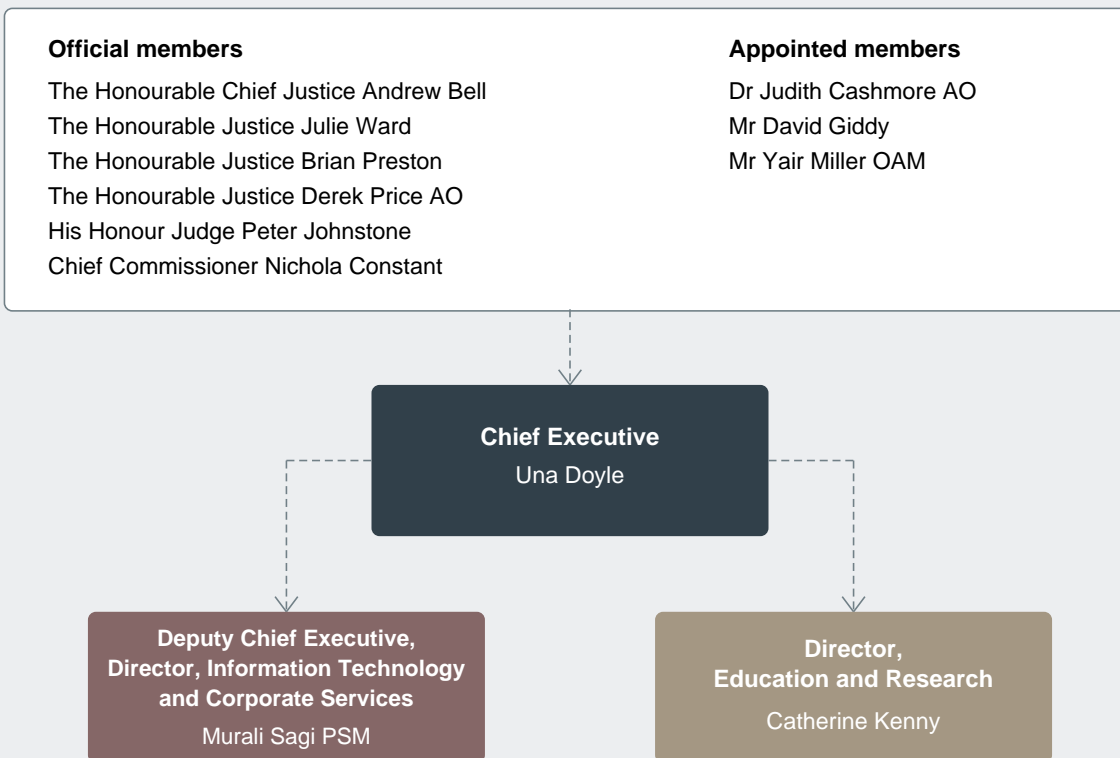 Official members
The Honourable Chief Justice Andrew Bell
The Honourable Justice Julie Ward
The Honourable Justice Brian Preston
The Honourable Justice Derek Price AO
His Honour Judge Peter Johnstone
Chief Commissioner Nichola Constant
Appointed members
Dr Judith Cashmore AO
Mr David Giddy
Mr Yair Miller OAM
Chief Executive
Una Doyle
Deputy Chief Executive,
Director, Information Technology
and Corporate Services
Murali Sagi PSM
Director,
Education and Research
Catherine Kenny